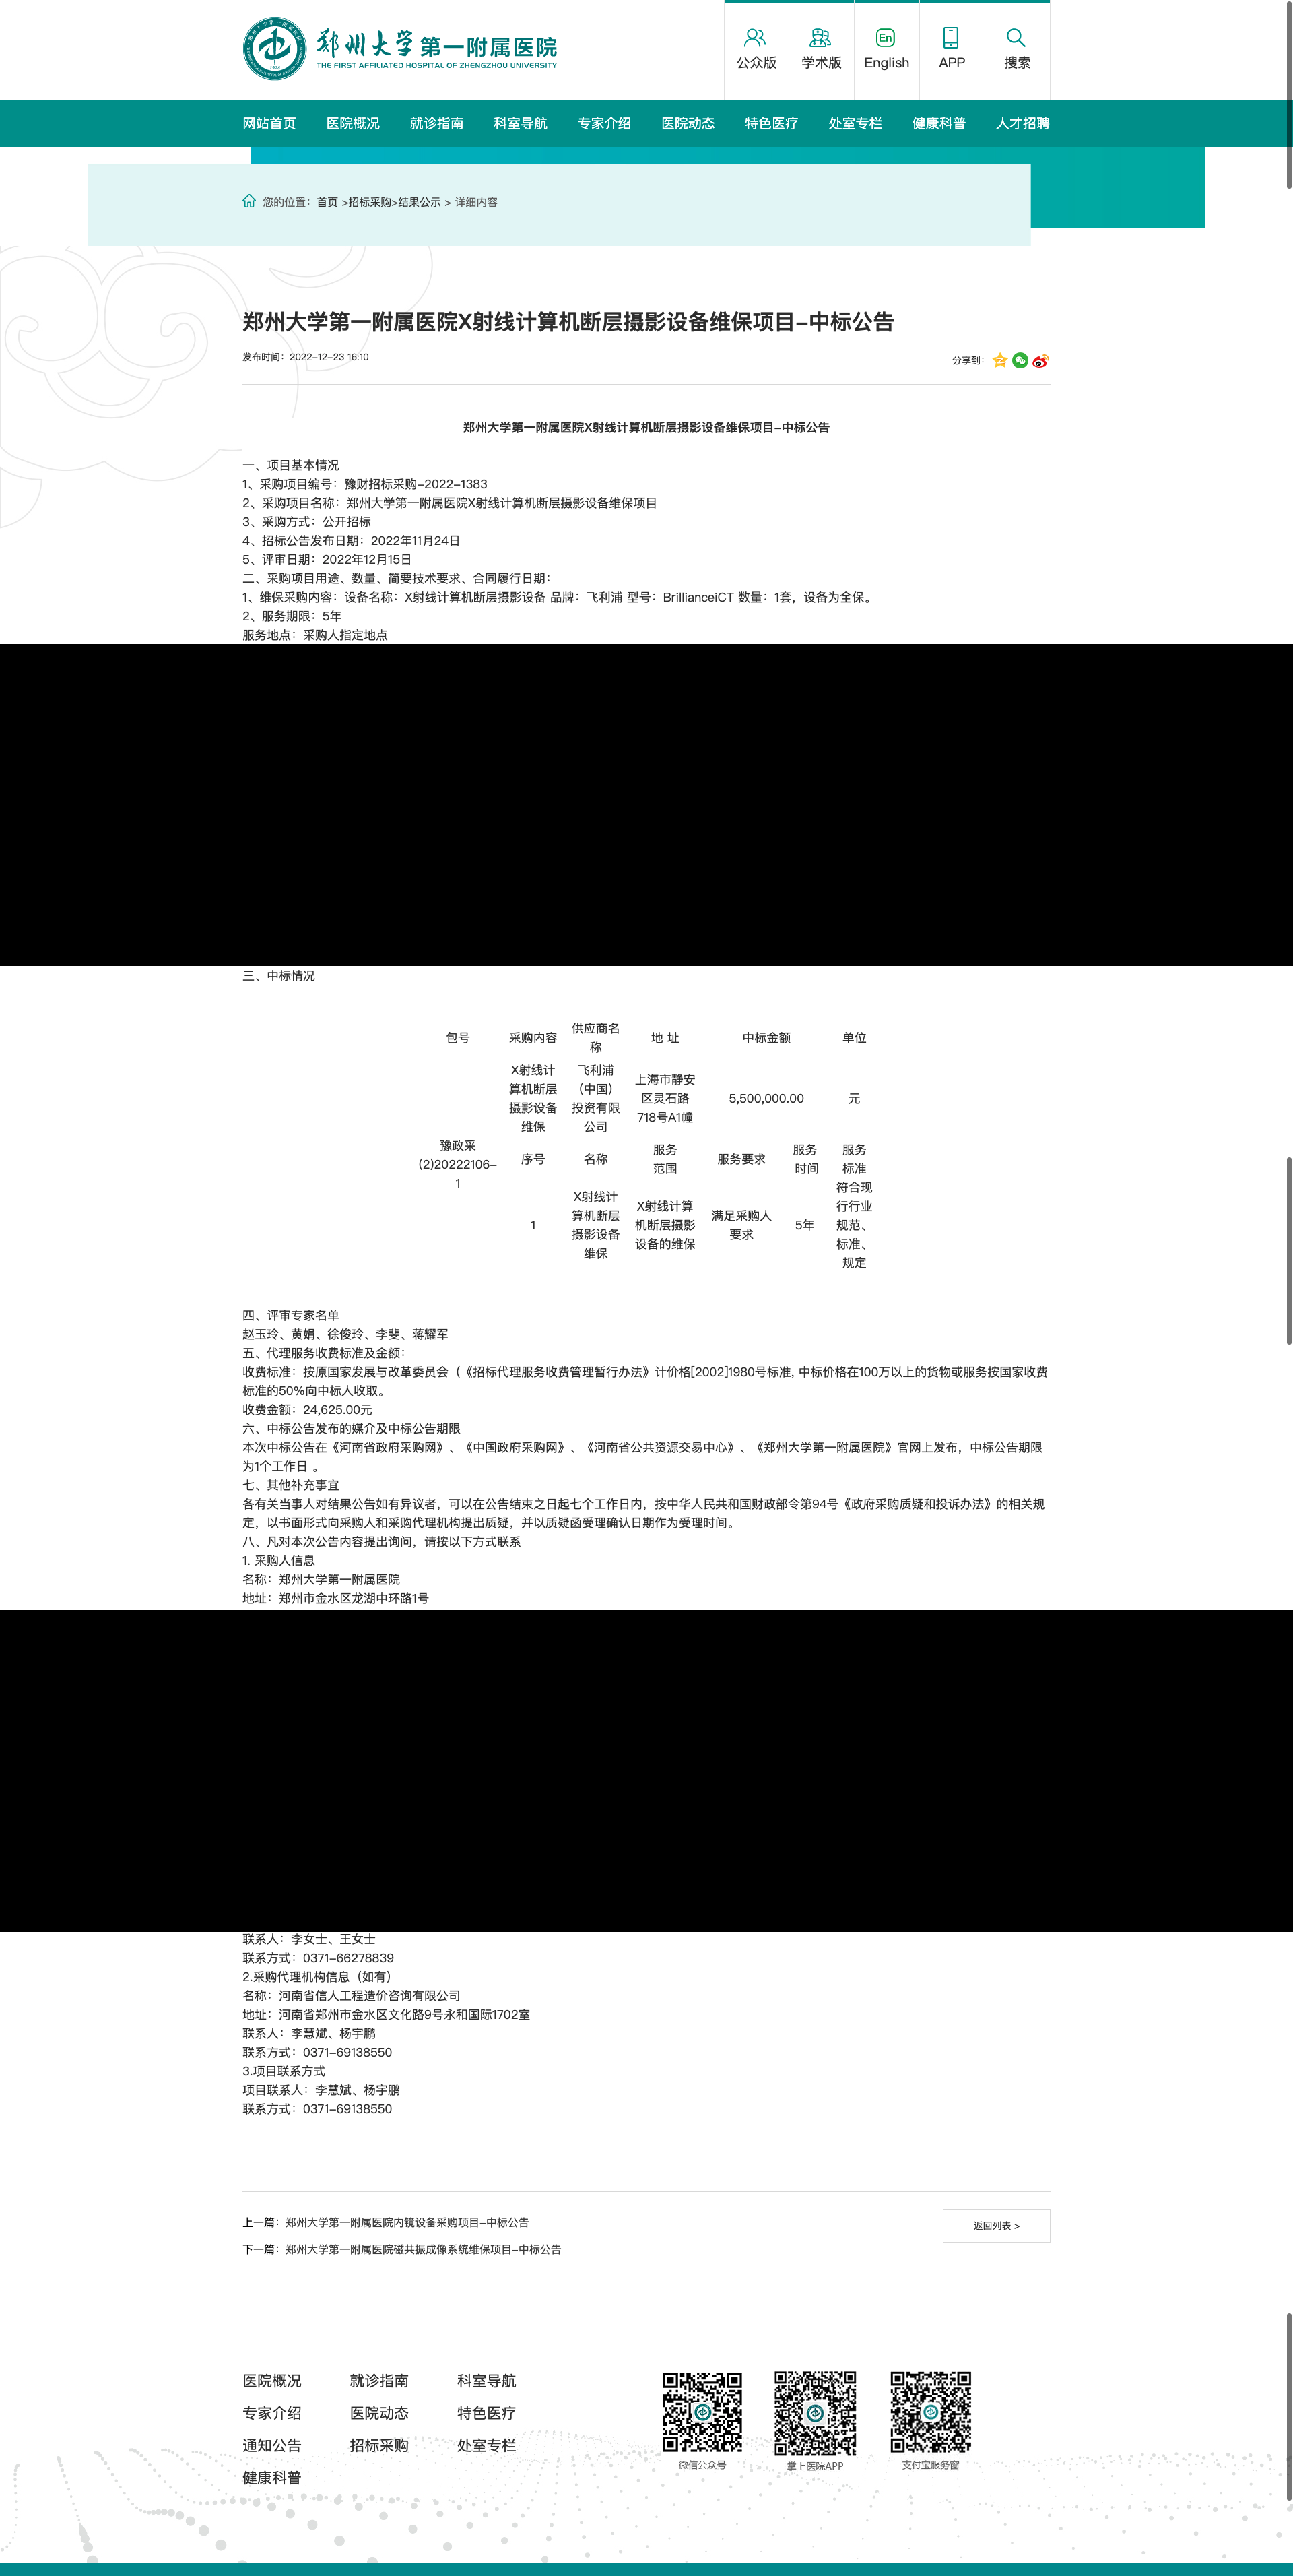 郑州大学第一附属医院
THE FIRST AFFILIATED HOSPITAL OF ZHENGZHOU UNIVERSITY
公众版
学术版
En
English
APP
搜索
网站首页 医院概况 就诊指南 科室导航 专家介绍 医院动态 特色医疗 处室专栏 健康科普 人才招聘
您的位置：首页 >招标采购>结果公示 > 详细内容
郑州大学第一附属医院X射线计算机断层摄影设备维保项目-中标公告
发布时间：2022-12-23 16:10
分享到：
郑州大学第一附属医院X射线计算机断层摄影设备维保项目-中标公告
一、项目基本情况
1、采购项目编号：豫财招标采购-2022-1383
2、采购项目名称：郑州大学第一附属医院X射线计算机断层摄影设备维保项目
3、采购方式：公开招标
4、招标公告发布日期：2022年11月24日
5、评审日期：2022年12月15日
二、采购项目用途、数量、简要技术要求、合同履行日期：
1、维保采购内容：设备名称：X射线计算机断层摄影设备 品牌：飞利浦 型号：BrillianceiCT 数量：1套，设备为全保。
2、服务期限：5年
服务地点：采购人指定地点
三、中标情况
包号 采购内容 供应商名称 地 址 中标金额 单位
豫政采(2)20222106-1
X射线计算机断层摄影设备维保 飞利浦（中国）投资有限公司 上海市静安区灵石路718号A1幢 5,500,000.00 元
序号 名称 服务范围 服务要求 服务时间 服务标准
1 X射线计算机断层摄影设备维保 X射线计算机断层摄影设备的维保 满足采购人要求 5年 符合现行行业规范、标准、规定
四、评审专家名单
赵玉玲、黄娟、徐俊玲、李斐、蒋耀军
五、代理服务收费标准及金额：
收费标准：按原国家发展与改革委员会（《招标代理服务收费管理暂行办法》计价格[2002]1980号标准, 中标价格在100万以上的货物或服务按国家收费
标准的50%向中标人收取。
收费金额：24,625.00元
六、中标公告发布的媒介及中标公告期限
本次中标公告在《河南省政府采购网》、《中国政府采购网》、《河南省公共资源交易中心》、《郑州大学第一附属医院》官网上发布，中标公告期限
为1个工作日 。
七、其他补充事宜
各有关当事人对结果公告如有异议者，可以在公告结束之日起七个工作日内，按中华人民共和国财政部令第94号《政府采购质疑和投诉办法》的相关规
定，以书面形式向采购人和采购代理机构提出质疑，并以质疑函受理确认日期作为受理时间。
八、凡对本次公告内容提出询问，请按以下方式联系
1. 采购人信息
名称：郑州大学第一附属医院
地址：郑州市金水区龙湖中环路1号
联系人：李女士、王女士
联系方式：0371-66278839
2.采购代理机构信息（如有）
名称：河南省信人工程造价咨询有限公司
地址：河南省郑州市金水区文化路9号永和国际1702室
联系人：李慧斌、杨宇鹏
联系方式：0371-69138550
3.项目联系方式
项目联系人：李慧斌、杨宇鹏
联系方式：0371-69138550
上一篇：郑州大学第一附属医院内镜设备采购项目-中标公告
返回列表 >
下一篇：郑州大学第一附属医院磁共振成像系统维保项目-中标公告
医院概况 就诊指南 科室导航
专家介绍 医院动态 特色医疗
通知公告 招标采购 处室专栏
健康科普
微信公众号
掌上医院APP
支付宝服务窗